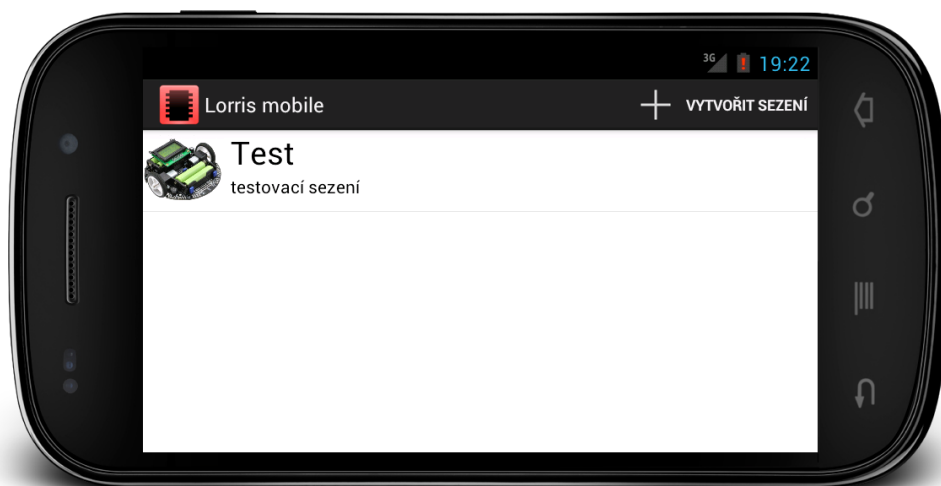 3G 19:22
Lorris mobile VYTVOŘIT SEZENÍ
Test
testovací sezení